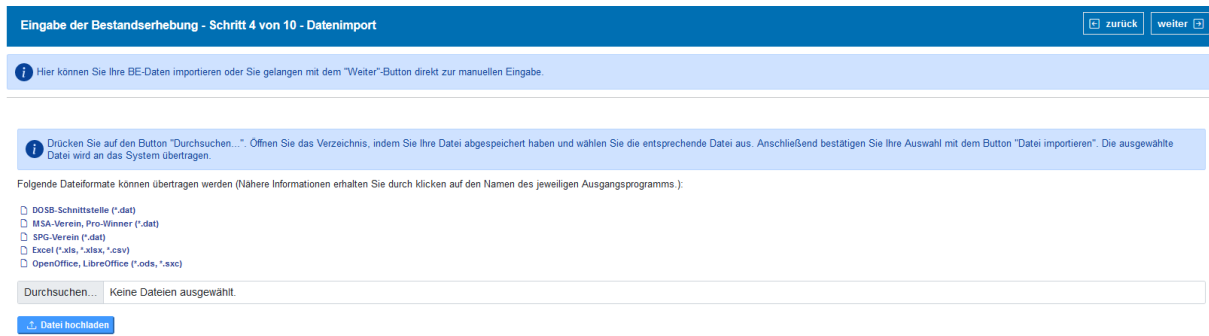 Eingabe der Bestandserhebung - Schritt 4 von 10 - Datenimport
zurück
weiter
Hier können Sie Ihre BE-Daten importieren oder Sie gelangen mit dem "Weiter"-Button direkt zur manuellen Eingabe.
Drücken Sie auf den Button "Durchsuchen...". Öffnen Sie das Verzeichnis, indem Sie Ihre Datei abgespeichert haben und wählen Sie die entsprechende Datei aus. Anschließend bestätigen Sie Ihre Auswahl mit dem Button "Datei importieren". Die ausgewählte
Datei wird an das System übertragen.
Folgende Dateiformate können übertragen werden (Nähere Informationen erhalten Sie durch klicken auf den Namen des jeweiligen Ausgangsprogramms.):
DOSB-Schnittstelle (*.dat)
MSA-Verein, Pro-Winner (*.dat)
SPG-Verein (*.dat)
Excel (*.xls, *.xlsx, *.csv)
OpenOffice, LibreOffice (*.ods, *.sxc)
Durchsuchen... Keine Dateien ausgewählt.
Datei hochladen